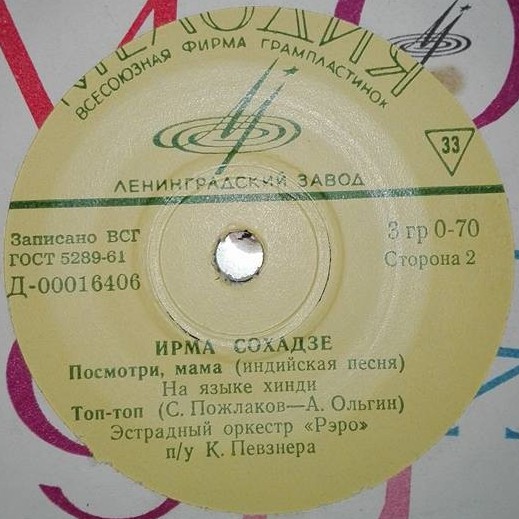 МЕЛОДИЯ
ВСЕСОЮЗНАЯ ФИРМА ГРАМПЛАСТИНОК
33
ЛЕНИНГРАДСКИЙ ЗАВОД
Записано ВСГ
ГОСТ 5289-61
Д-00016406
3 гр 0-70
Сторона 2
ИРМА СОХАДЗЕ
Посмотри, мама (индийская песня)
На языке хинди
Топ-топ (С. Пожлаков—А. Ольгин)
Эстрадный оркестр «Рэро»
п/у К. Певзнера